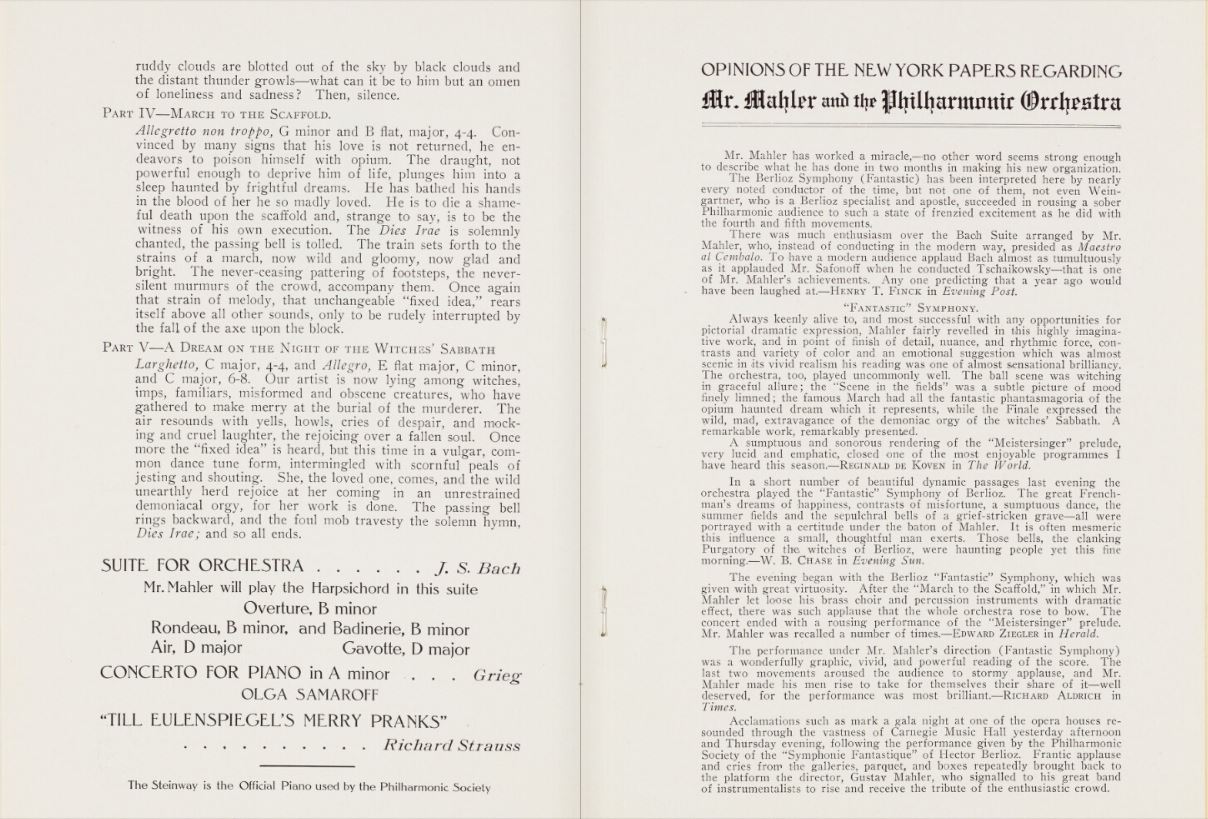 ruddy clouds are blotted out of the sky by black clouds and
the distant thunder growls—what can it be to him but an omen
of loneliness and sadness? Then, silence.
PART IV—MARCH TO THE SCAFFOLD.
Allegretto non troppo, G minor and B flat, major, 4-4. Con-
vinced by many signs that his love is not returned, he en-
deavors to poison himself with opium. The draught, not
powerful enough to deprive him of life, plunges him into a
sleep haunted by frightful dreams. He has bathed his hands
in the blood of her he so madly loved. He is to die a shame-
ful death upon the scaffold and, strange to say, is to be the
witness of his own execution. The Dies Irae is solemnly
chanted, the passing bell is tolled. The train sets forth to the
strains of a march, now wild and gloomy, now glad and
bright. The never-ceasing pattering of footsteps, the never-
silent murmurs of the crowd, accompany them. Once again
that strain of melody, that unchangeable "fixed idea," rears
itself above all other sounds, only to be rudely interrupted by
the fall of the axe upon the block.
PART V—A DREAM ON THE NIGHT OF THE WITCHES' SABBATH
Larghetto, C major, 4-4, and Allegro, E flat major, C minor,
and C major, 6-8. Our artist is now lying among witches,
imps, familiars, misformed and obscene creatures, who have
gathered to make merry at the burial of the murderer. The
air resounds with yells, howls, cries of despair, and mock-
ing and cruel laughter, the rejoicing over a fallen soul. Once
more the "fixed idea" is heard, but this time in a vulgar, com-
mon dance tune form, intermingled with scornful peals of
jesting and shouting. She, the loved one, comes, and the wild
unearthly herd rejoice at her coming in an unrestrained
demoniacal orgy, for her work is done. The passing bell
rings backward, and the foul mob travesty the solemn hymn,
Dies Irae; and so all ends.
SUITE FOR ORCHESTRA . . . . . . J. S. Bach
Mr. Mahler will play the Harpsichord in this suite
Overture, B minor
Rondeau, B minor, and Badinerie, B minor
Air, D major Gavotte, D major
CONCERTO FOR PIANO in A minor . . . Grieg
OLGA SAMAROFF
"TILL EULENSPIEGEL'S MERRY PRANKS"
. . . . . . . . . . Richard Strauss
The Steinway is the Official Piano used by the Philharmonic Society
OPINIONS OF THE NEW YORK PAPERS REGARDING
Mr. Mahler and the Philharmonic Orchestra
Mr. Mahler has worked a miracle,—no other word seems strong enough
to describe what he has done in two months in making his new organization.
The Berlioz Symphony (Fantastic) has been interpreted here by nearly
every noted conductor of the time, but not one of them, not even Wein-
gartner, who is a Berlioz specialist and apostle, succeeded in rousing a sober
Philharmonic audience to such a state of frenzied excitement as he did with
the fourth and fifth movements.
There was much enthusiasm over the Bach Suite arranged by Mr.
Mahler, who, instead of conducting in the modern way, presided as Maestro
al Cembalo. To have a modern audience applaud Bach almost as tumultuously
as it applauded Mr. Safonoff when he conducted Tschaikowsky—that is one
of Mr. Mahler's achievements. Any one predicting that a year ago would
have been laughed at.—HENRY T. FINCK in Evening Post.
"FANTASTIC" SYMPHONY.
Always keenly alive to, and most successful with any opportunities for
pictorial dramatic expression, Mahler fairly revelled in this highly imagina-
tive work, and in point of finish of detail, nuance, and rhythmic force, con-
trasts and variety of color and an emotional suggestion which was almost
scenic in its vivid realism his reading was one of almost sensational brilliancy.
The orchestra, too, played uncommonly well. The ball scene was witching
in graceful allure; the "Scene in the fields" was a subtle picture of mood
finely limned; the famous March had all the fantastic phantasmagoria of the
opium haunted dream which it represents, while the Finale expressed the
wild, mad, extravagance of the demoniac orgy of the witches' Sabbath. A
remarkable work, remarkably presented.
A sumptuous and sonorous rendering of the "Meistersinger" prelude,
very lucid and emphatic, closed one of the most enjoyable programmes I
have heard this season.—REGINALD DE KOVEN in The World.
In a short number of beautiful dynamic passages last evening the
orchestra played the "Fantastic" Symphony of Berlioz. The great French-
man's dreams of happiness, contrasts of misfortune, a sumptuous dance, the
summer fields and the sepulchral bells of a grief-stricken grave—all were
portrayed with a certitude under the baton of Mahler. It is often mesmeric
this influence a small, thoughtful man exerts. Those bells, the clanking
Purgatory of the witches of Berlioz, were haunting people yet this fine
morning.—W. B. CHASE in Evening Sun.
The evening began with the Berlioz "Fantastic" Symphony, which was
given with great virtuosity. After the "March to the Scaffold," in which Mr.
Mahler let loose his brass choir and percussion instruments with dramatic
effect, there was such applause that the whole orchestra rose to bow. The
concert ended with a rousing performance of the "Meistersinger" prelude.
Mr. Mahler was recalled a number of times.—EDWARD ZIEGLER in Herald.
The performance under Mr. Mahler's direction (Fantastic Symphony)
was a wonderfully graphic, vivid, and powerful reading of the score. The
last two movements aroused the audience to stormy applause, and Mr.
Mahler made his men rise to take for themselves their share of it—well
deserved, for the performance was most brilliant.—RICHARD ALDRICH in
Times.
Acclamations such as mark a gala night at one of the opera houses re-
sounded through the vastness of Carnegie Music Hall yesterday afternoon
and Thursday evening, following the performance given by the Philharmonic
Society of the "Symphonie Fantastique" of Hector Berlioz. Frantic applause
and cries from the galleries, parquet, and boxes repeatedly brought back to
the platform the director, Gustav Mahler, who signalled to his great band
of instrumentalists to rise and receive the tribute of the enthusiastic crowd.